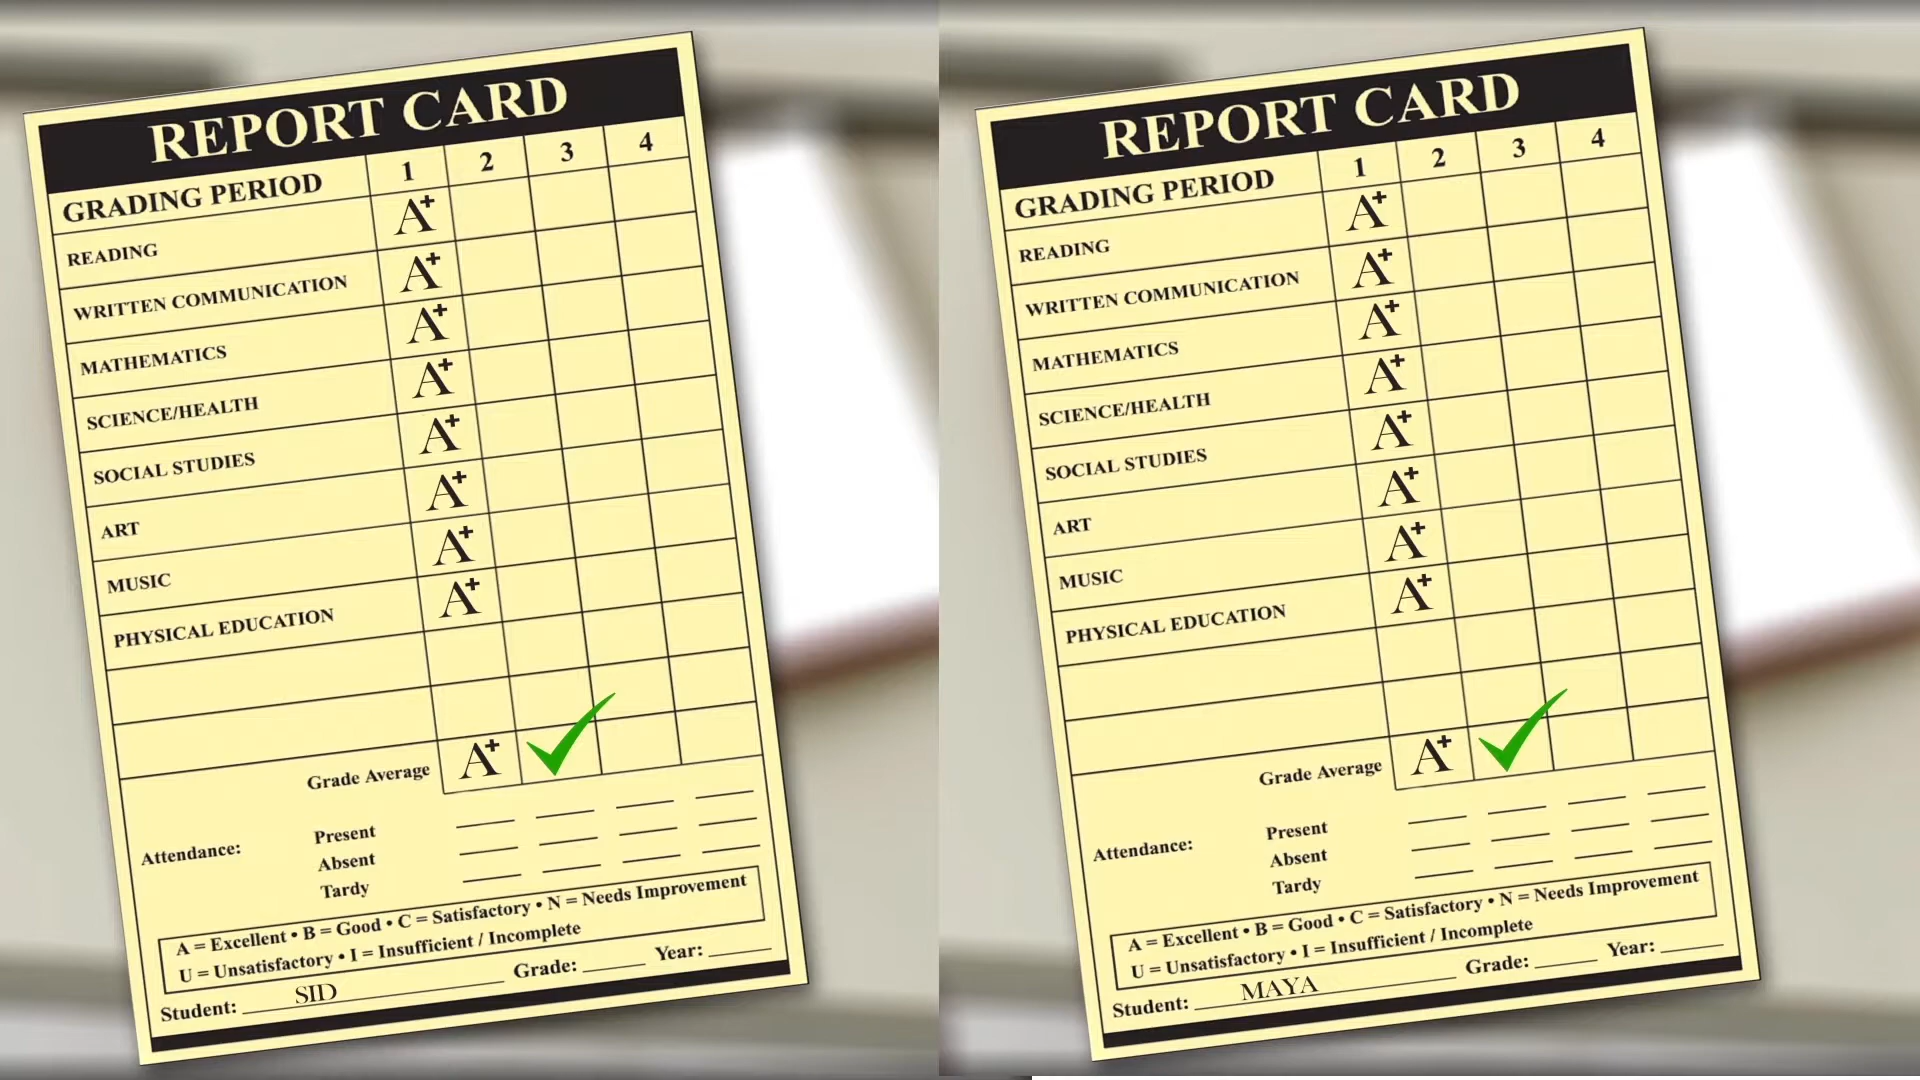 REPORT CARD
GRADING PERIOD 1 2 3 4
READING A+
WRITTEN COMMUNICATION A+
MATHEMATICS A+
SCIENCE/HEALTH A+
SOCIAL STUDIES A+
ART A+
MUSIC A+
PHYSICAL EDUCATION A+
Grade Average A+
Attendance: Present
Absent
Tardy
A = Excellent • B = Good • C = Satisfactory • N = Needs Improvement
U = Unsatisfactory • I = Insufficient / Incomplete
Student: SID Grade: Year:
REPORT CARD
GRADING PERIOD 1 2 3 4
READING A+
WRITTEN COMMUNICATION A+
MATHEMATICS A+
SCIENCE/HEALTH A+
SOCIAL STUDIES A+
ART A+
MUSIC A+
PHYSICAL EDUCATION A+
Grade Average A+
Attendance: Present
Absent
Tardy
A = Excellent • B = Good • C = Satisfactory • N = Needs Improvement
U = Unsatisfactory • I = Insufficient / Incomplete
Student: MAYA Grade: Year: